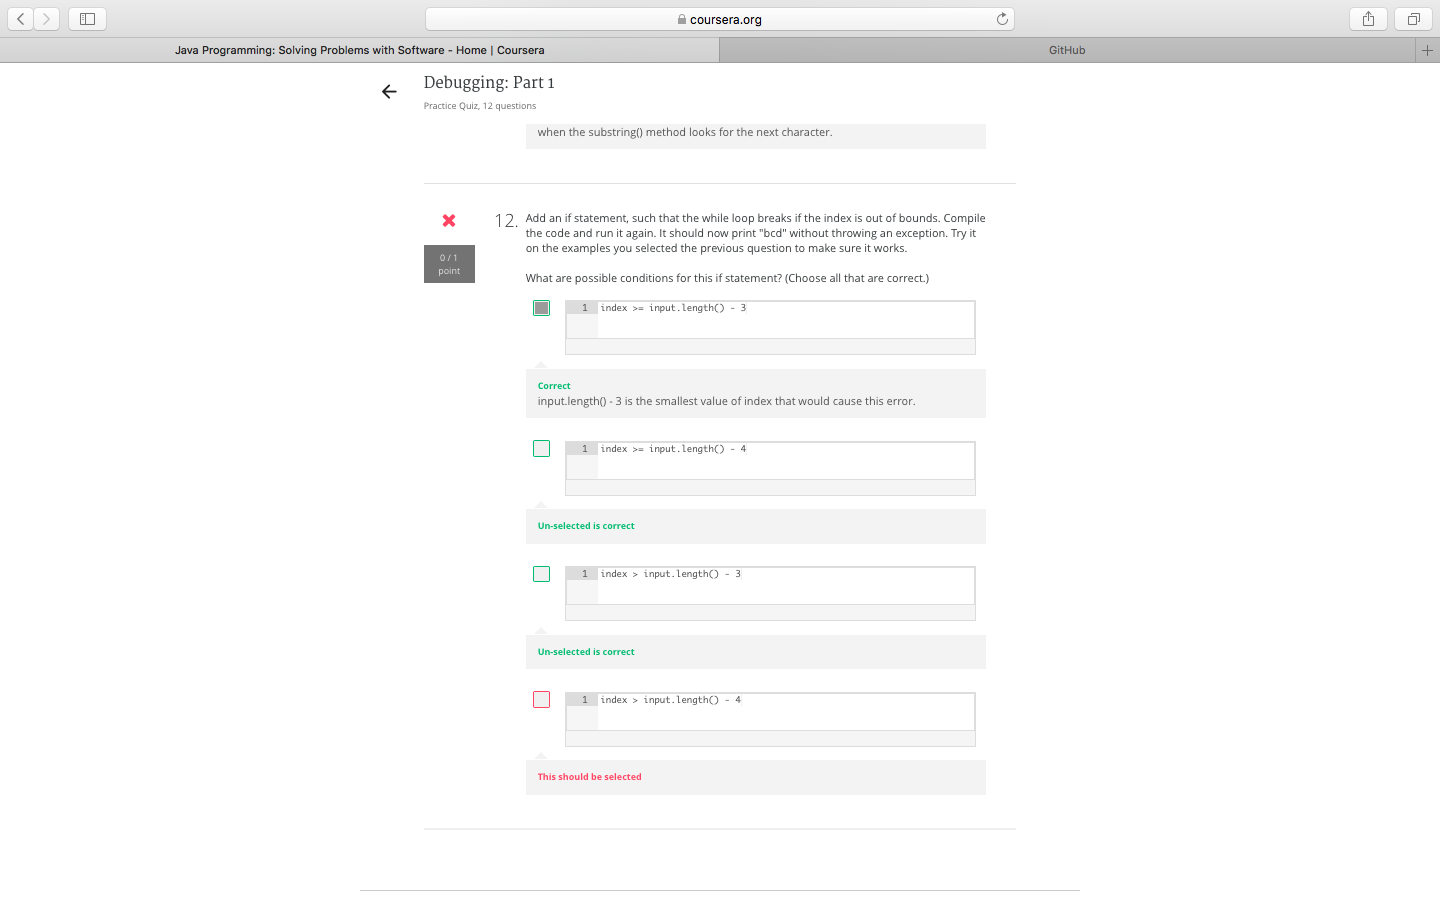 coursera.org
Java Programming: Solving Problems with Software - Home | Coursera
GitHub
Debugging: Part 1
Practice Quiz, 12 questions
when the substring() method looks for the next character.
12.
Add an if statement, such that the while loop breaks if the index is out of bounds. Compile
the code and run it again. It should now print "bcd" without throwing an exception. Try it
on the examples you selected the previous question to make sure it works.
0 / 1
point
What are possible conditions for this if statement? (Choose all that are correct.)
1 index >= input.length() - 3
Correct
input.length() - 3 is the smallest value of index that would cause this error.
1 index >= input.length() - 4
Un-selected is correct
1 index > input.length() - 3
Un-selected is correct
1 index > input.length() - 4
This should be selected